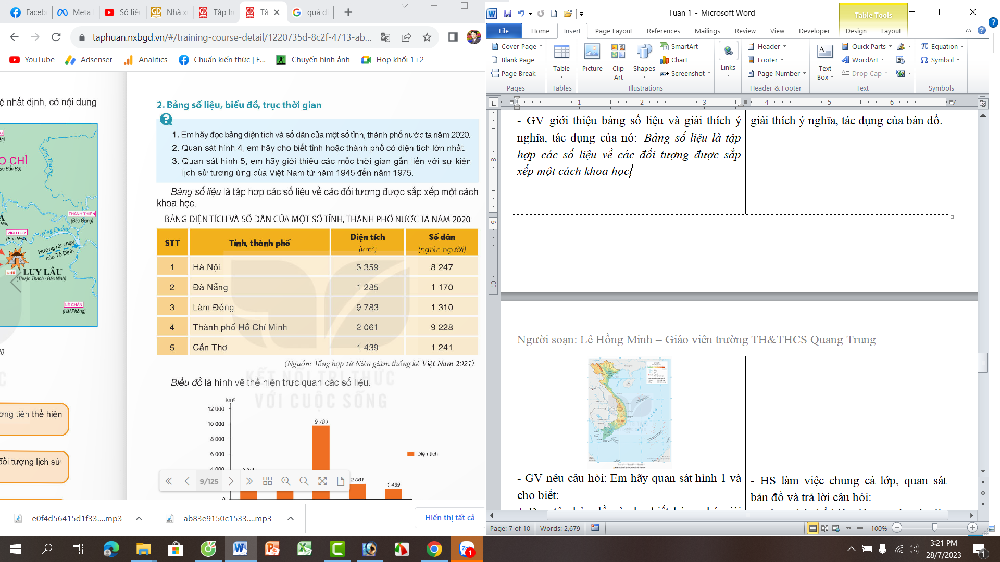 Faceb
Meta
Số liệu
Nhà x
Tập h
Tậ
quả đ
taphuan.nxbgd.vn/#/training-course-detail/1220735d-8c2f-4713-ab...
YouTube
Adsenser
Analitics
Chuẩn kiến thức | F...
Chuyển hình ảnh
Họp khối 1+2
ệ nhất định, có nội dung
O CHỈ
(Bắc Bộ)
sông Thương
THÁNH THIÊN
(Bắc Giang)
VĨNH HUY
(Bắc Ninh)
sông Đuống
Hướng rút chạy
của Tô Định
4-40
LUY LÂU
(Thuận Thành - Bắc Ninh)
LÊ CHÂN
(Hải Phòng)
ơng tiện thể hiện
đối tượng lịch sử
2. Bảng số liệu, biểu đồ, trục thời gian
?
1. Em hãy đọc bảng diện tích và số dân của một số tỉnh, thành phố nước ta năm 2020.
2. Quan sát hình 4, em hãy cho biết tỉnh hoặc thành phố có diện tích lớn nhất.
3. Quan sát hình 5, em hãy giới thiệu các mốc thời gian gắn liền với sự kiện
lịch sử tương ứng của Việt Nam từ năm 1945 đến năm 1975.
Bảng số liệu là tập hợp các số liệu về các đối tượng được sắp xếp một cách
khoa học.
BẢNG DIỆN TÍCH VÀ SỐ DÂN CỦA MỘT SỐ TỈNH, THÀNH PHỐ NƯỚC TA NĂM 2020
STT Tỉnh, thành phố Diện tích (km²) Số dân (nghìn người)
1 Hà Nội 3 359 8 247
2 Đà Nẵng 1 285 1 170
3 Lâm Đồng 9 783 1 310
4 Thành phố Hồ Chí Minh 2 061 9 228
5 Cần Thơ 1 439 1 241
(Nguồn: Tổng hợp từ Niên giám thống kê Việt Nam 2021)
KẾT NỐI TRI THỨC
VỚI CUỘC SỐNG
Biểu đồ là hình vẽ thể hiện trực quan các số liệu.
km²
12 000
10 000
8 000
6 000
4 000
0
3 359
9 783
2 061
1 439
Diện tích
9/125
e0f4d56415d1f33....mp3
ab83e9150c1533....mp3
Hiển thị tất cả
Tuan 1 - Microsoft Word
Table Tools
File Home Insert Page Layout References Mailings Review View Developer Design Layout
Cover Page
Blank Page
Page Break
Pages
Table
Tables
Picture
Clip Art
Shapes
SmartArt
Chart
Screenshot
Illustrations
Links
Header
Footer
Page Number
Header & Footer
Text Box
Quick Parts
WordArt
Drop Cap
Text
Equation
Symbol
Symbols
1 2 3 4 5 6 7
8
9
10
- GV giới thiệu bảng số liệu và giải thích ý
nghĩa, tác dụng của nó: Bảng số liệu là tập
hợp các số liệu về các đối tượng được sắp
xếp một cách khoa học
giải thích ý nghĩa, tác dụng của bản đồ.
Người soạn: Lê Hồng Minh – Giáo viên trường TH&THCS Quang Trung
- GV nêu câu hỏi: Em hãy quan sát hình 1 và
cho biết:
- HS làm việc chung cả lớp, quan sát
bản đồ và trả lời câu hỏi:
Page: 7 of 10
Words: 2,679
100%
3:21 PM
28/7/2023
1
1